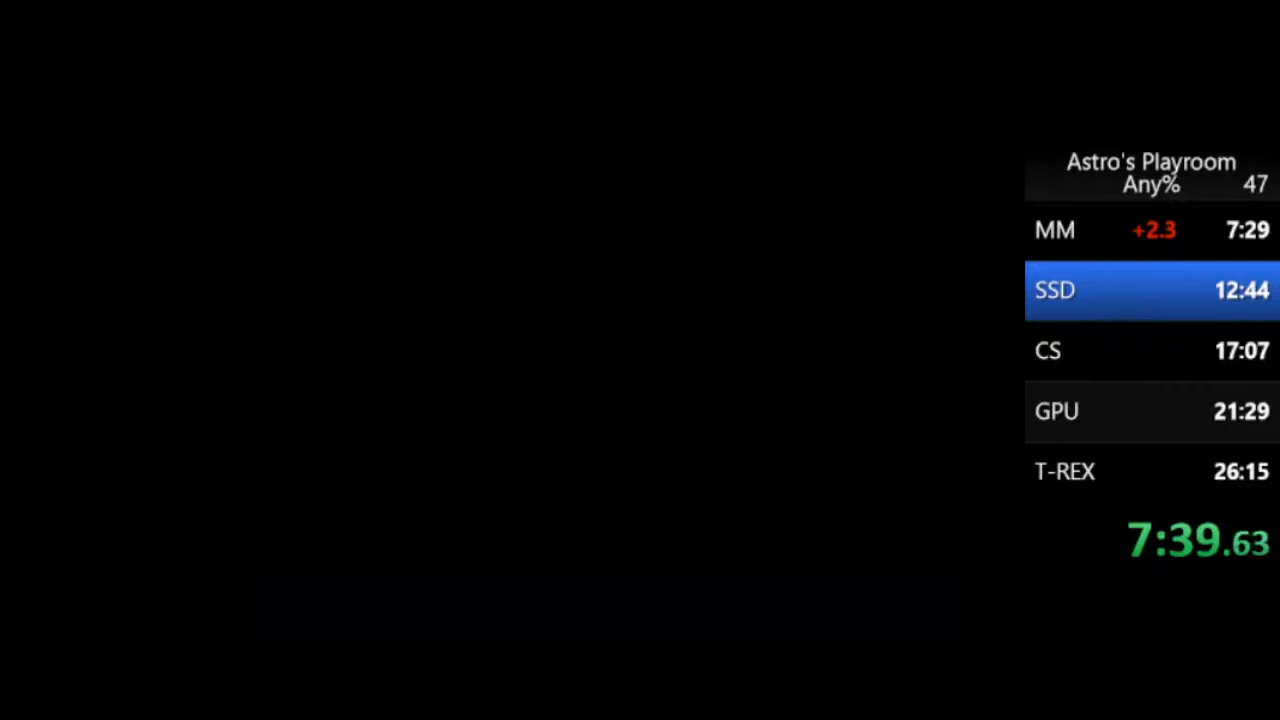 Astro's Playroom
Any% 47
MM +2.3 7:29
SSD 12:44
CS 17:07
GPU 21:29
T-REX 26:15
7:39.63